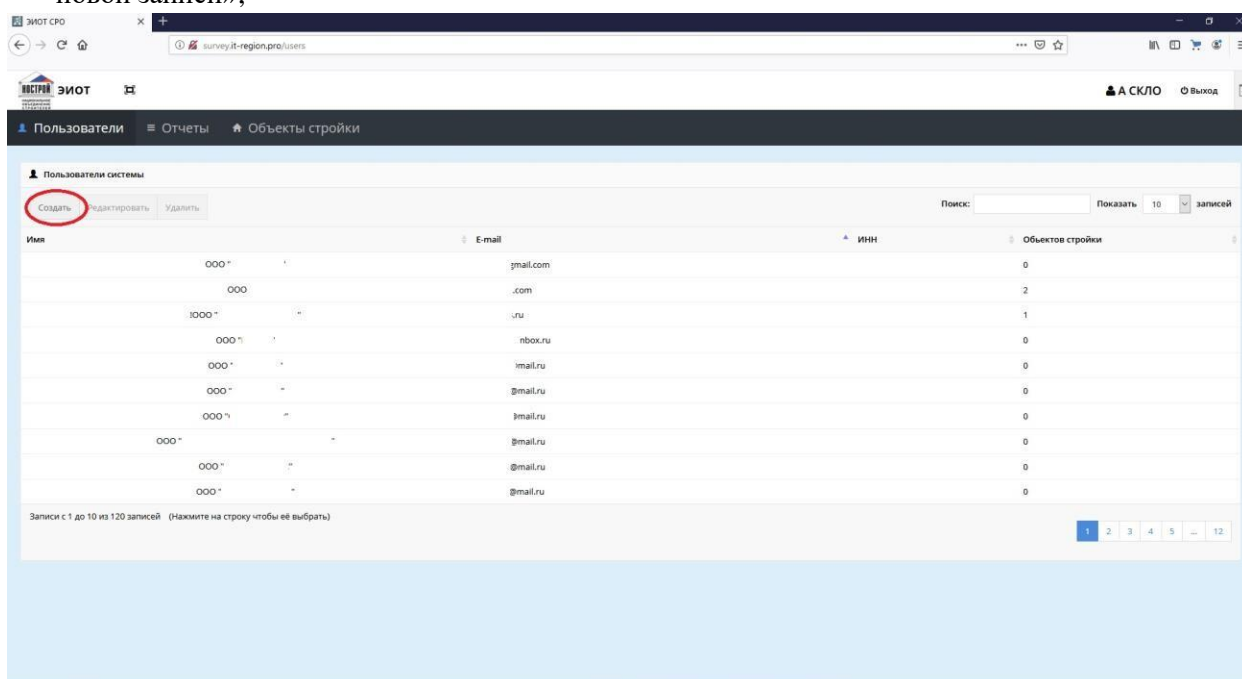 новой записи»;
ЭИОТ СРО
survey.it-region.pro/users
НОСТРОЙ ЭИОТ
А СКЛО Выход
Пользователи Отчеты Объекты стройки
Пользователи системы
Создать Редактировать Удалить Поиск: Показать 10 записей
Имя E-mail ИНН Объектов стройки
ООО " ' gmail.com 0
ООО .com 2
ООО " " .ru 1
ООО " ' nbox.ru 0
ООО " " mail.ru 0
ООО " " @mail.ru 0
ООО " " @mail.ru 0
ООО " " @mail.ru 0
ООО " " @mail.ru 0
ООО " " @mail.ru 0
Записи с 1 до 10 из 120 записей (Нажмите на строку чтобы её выбрать)
1 2 3 4 5 ... 12